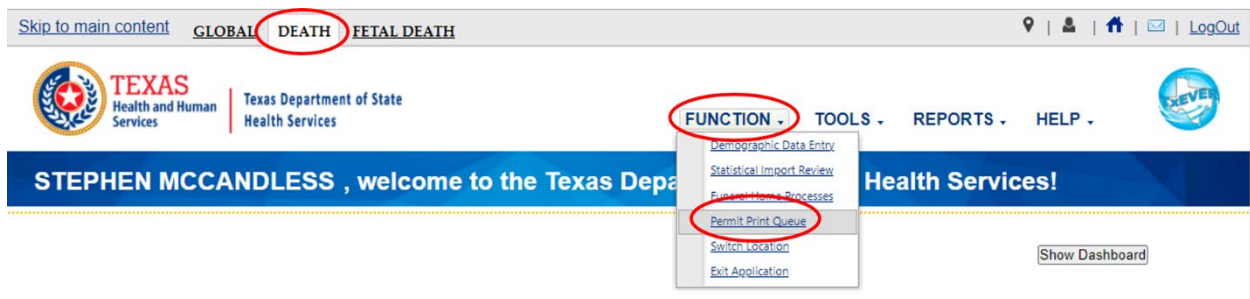 Skip to main content GLOBAL DEATH FETAL DEATH | | | | LogOut
TEXAS
Health and Human
Services
Texas Department of State
Health Services
TxEVER
FUNCTION TOOLS REPORTS HELP
Demographic Data Entry
Statistical Import Review
Funeral Home Processes
Permit Print Queue
Switch Location
Exit Application
STEPHEN MCCANDLESS , welcome to the Texas Depa Health Services!
Show Dashboard